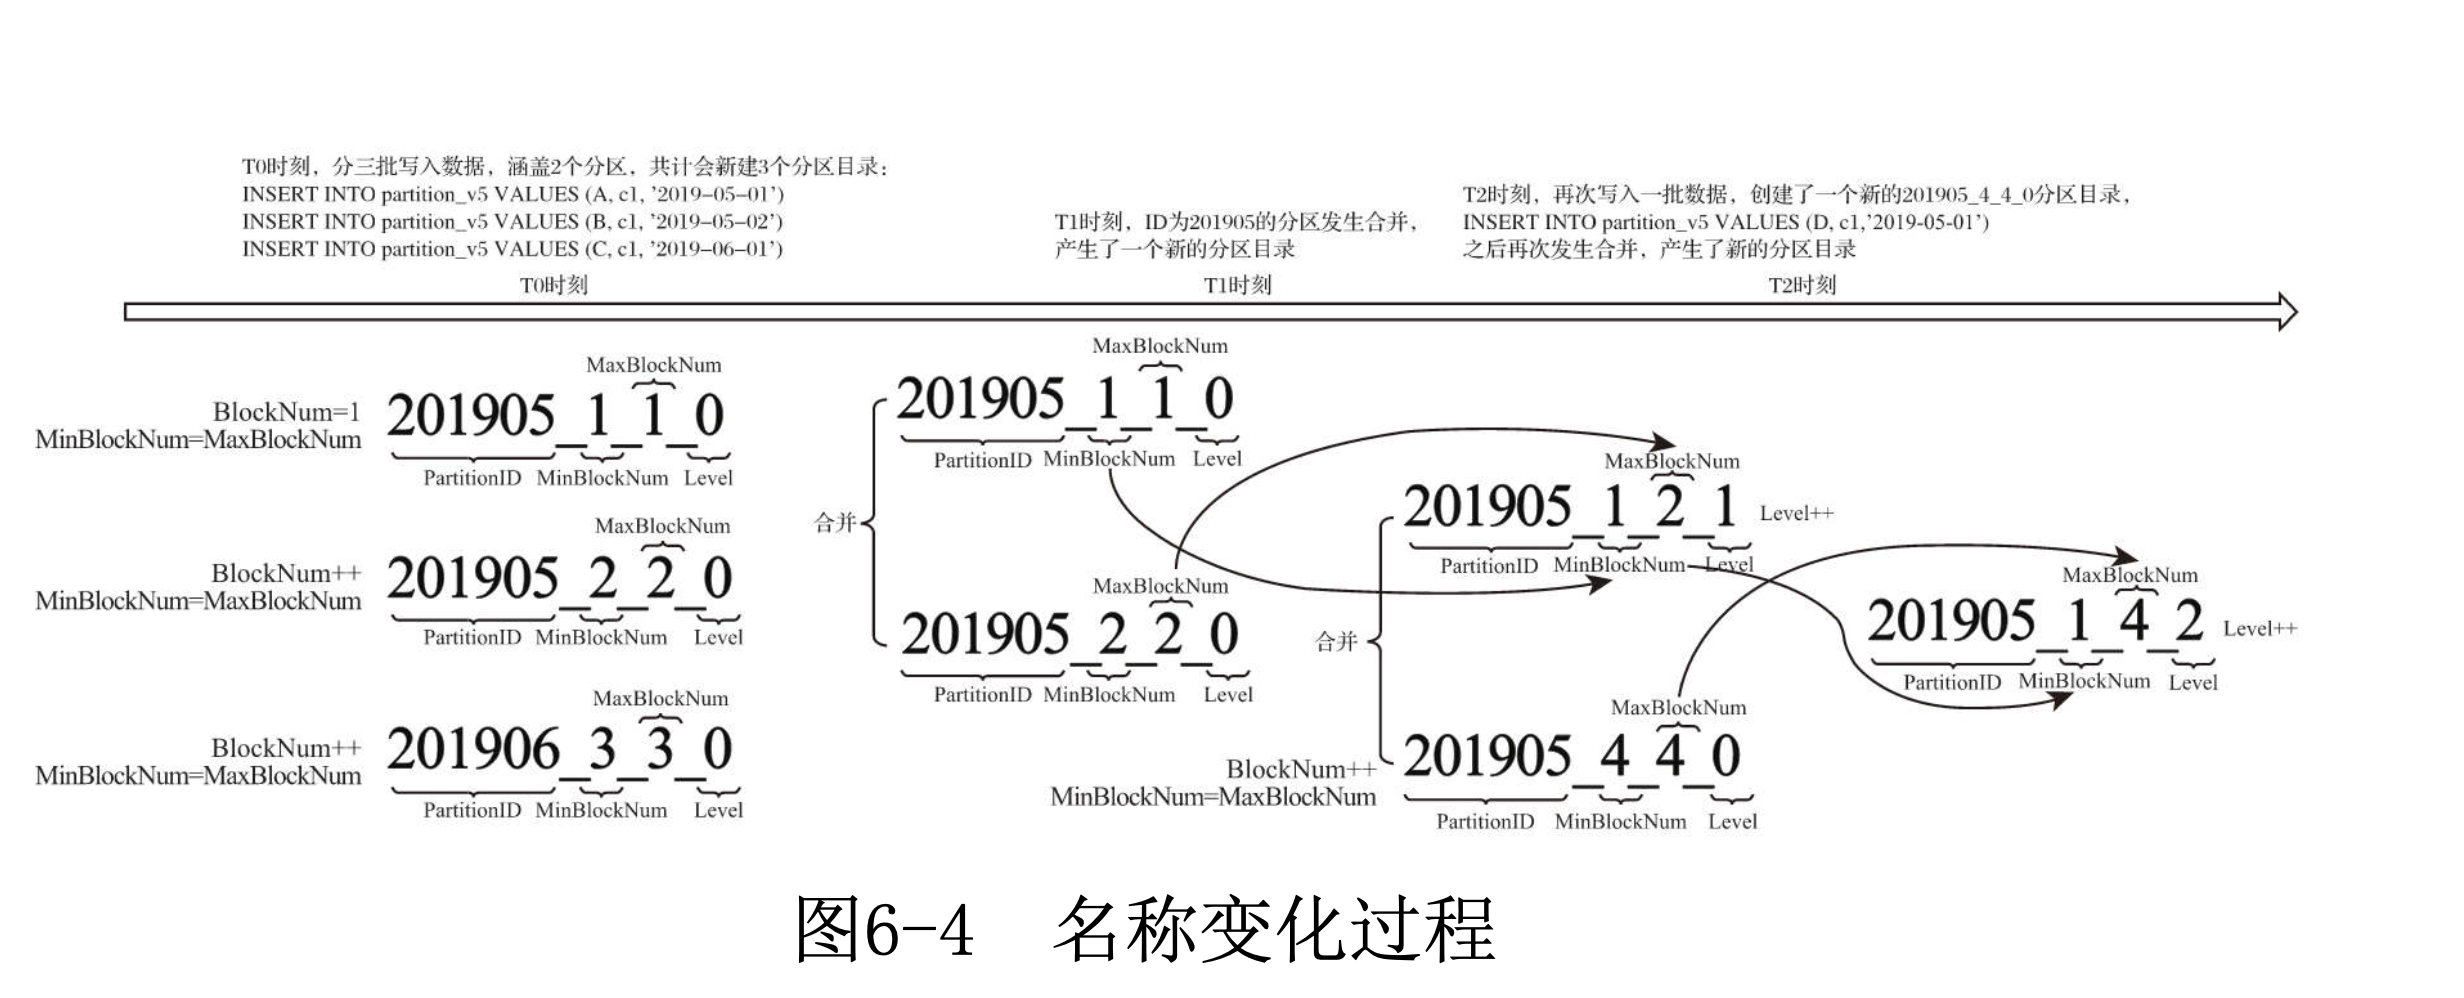 T0时刻，分三批写入数据，涵盖2个分区，共计会新建3个分区目录：
INSERT INTO partition_v5 VALUES (A, c1, ’2019–05–01’)
INSERT INTO partition_v5 VALUES (B, c1, ’2019–05–02’)
INSERT INTO partition_v5 VALUES (C, c1, ’2019–06–01’)
T0时刻
T1时刻，ID为201905的分区发生合并，
产生了一个新的分区目录
T1时刻
T2时刻，再次写入一批数据，创建了一个新的201905_4_4_0分区目录，
INSERT INTO partition_v5 VALUES (D, c1,’2019-05-01’)
之后再次发生合并，产生了新的分区目录
T2时刻
BlockNum=1
MinBlockNum=MaxBlockNum
MaxBlockNum
201905_1_1_0
PartitionID MinBlockNum Level
BlockNum++
MinBlockNum=MaxBlockNum
MaxBlockNum
201905_2_2_0
PartitionID MinBlockNum Level
BlockNum++
MinBlockNum=MaxBlockNum
MaxBlockNum
201906_3_3_0
PartitionID MinBlockNum Level
合并
MaxBlockNum
201905_1_1_0
PartitionID MinBlockNum Level
MaxBlockNum
201905_2_2_0
PartitionID MinBlockNum Level
合并
MaxBlockNum
201905_1_2_1 Level++
PartitionID MinBlockNum Level
BlockNum++
MinBlockNum=MaxBlockNum
MaxBlockNum
201905_4_4_0
PartitionID MinBlockNum Level
MaxBlockNum
201905_1_4_2 Level++
PartitionID MinBlockNum Level
图6-4 名称变化过程